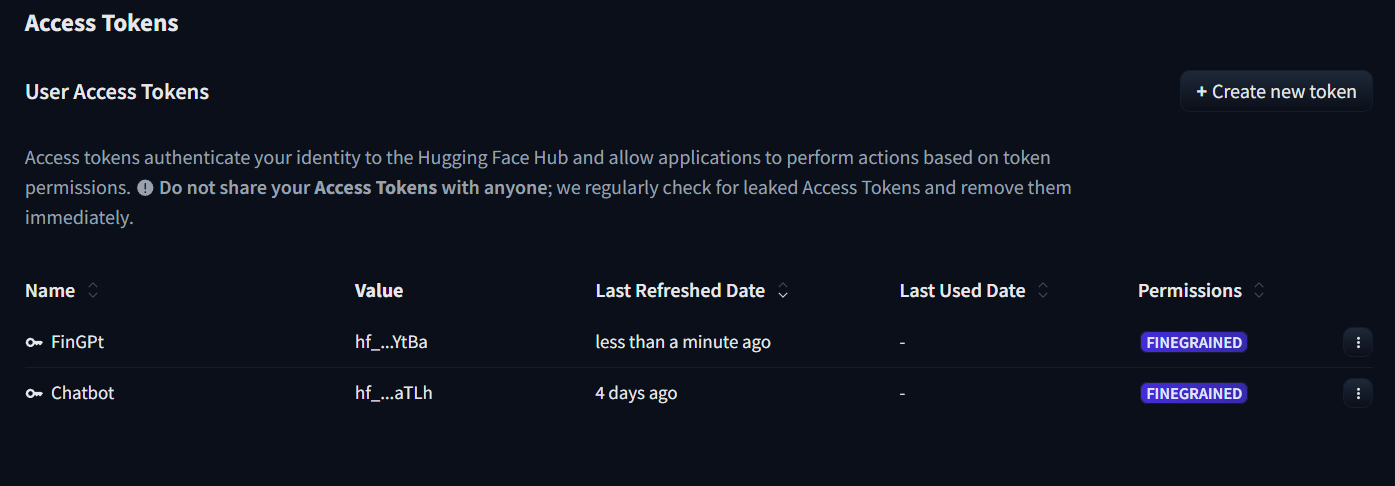 Access Tokens
User Access Tokens
+ Create new token
Access tokens authenticate your identity to the Hugging Face Hub and allow applications to perform actions based on token
permissions. Do not share your Access Tokens with anyone; we regularly check for leaked Access Tokens and remove them
immediately.
Name Value Last Refreshed Date Last Used Date Permissions
FinGPt hf_...YtBa less than a minute ago - FINEGRAINED
Chatbot hf_...aTLh 4 days ago - FINEGRAINED